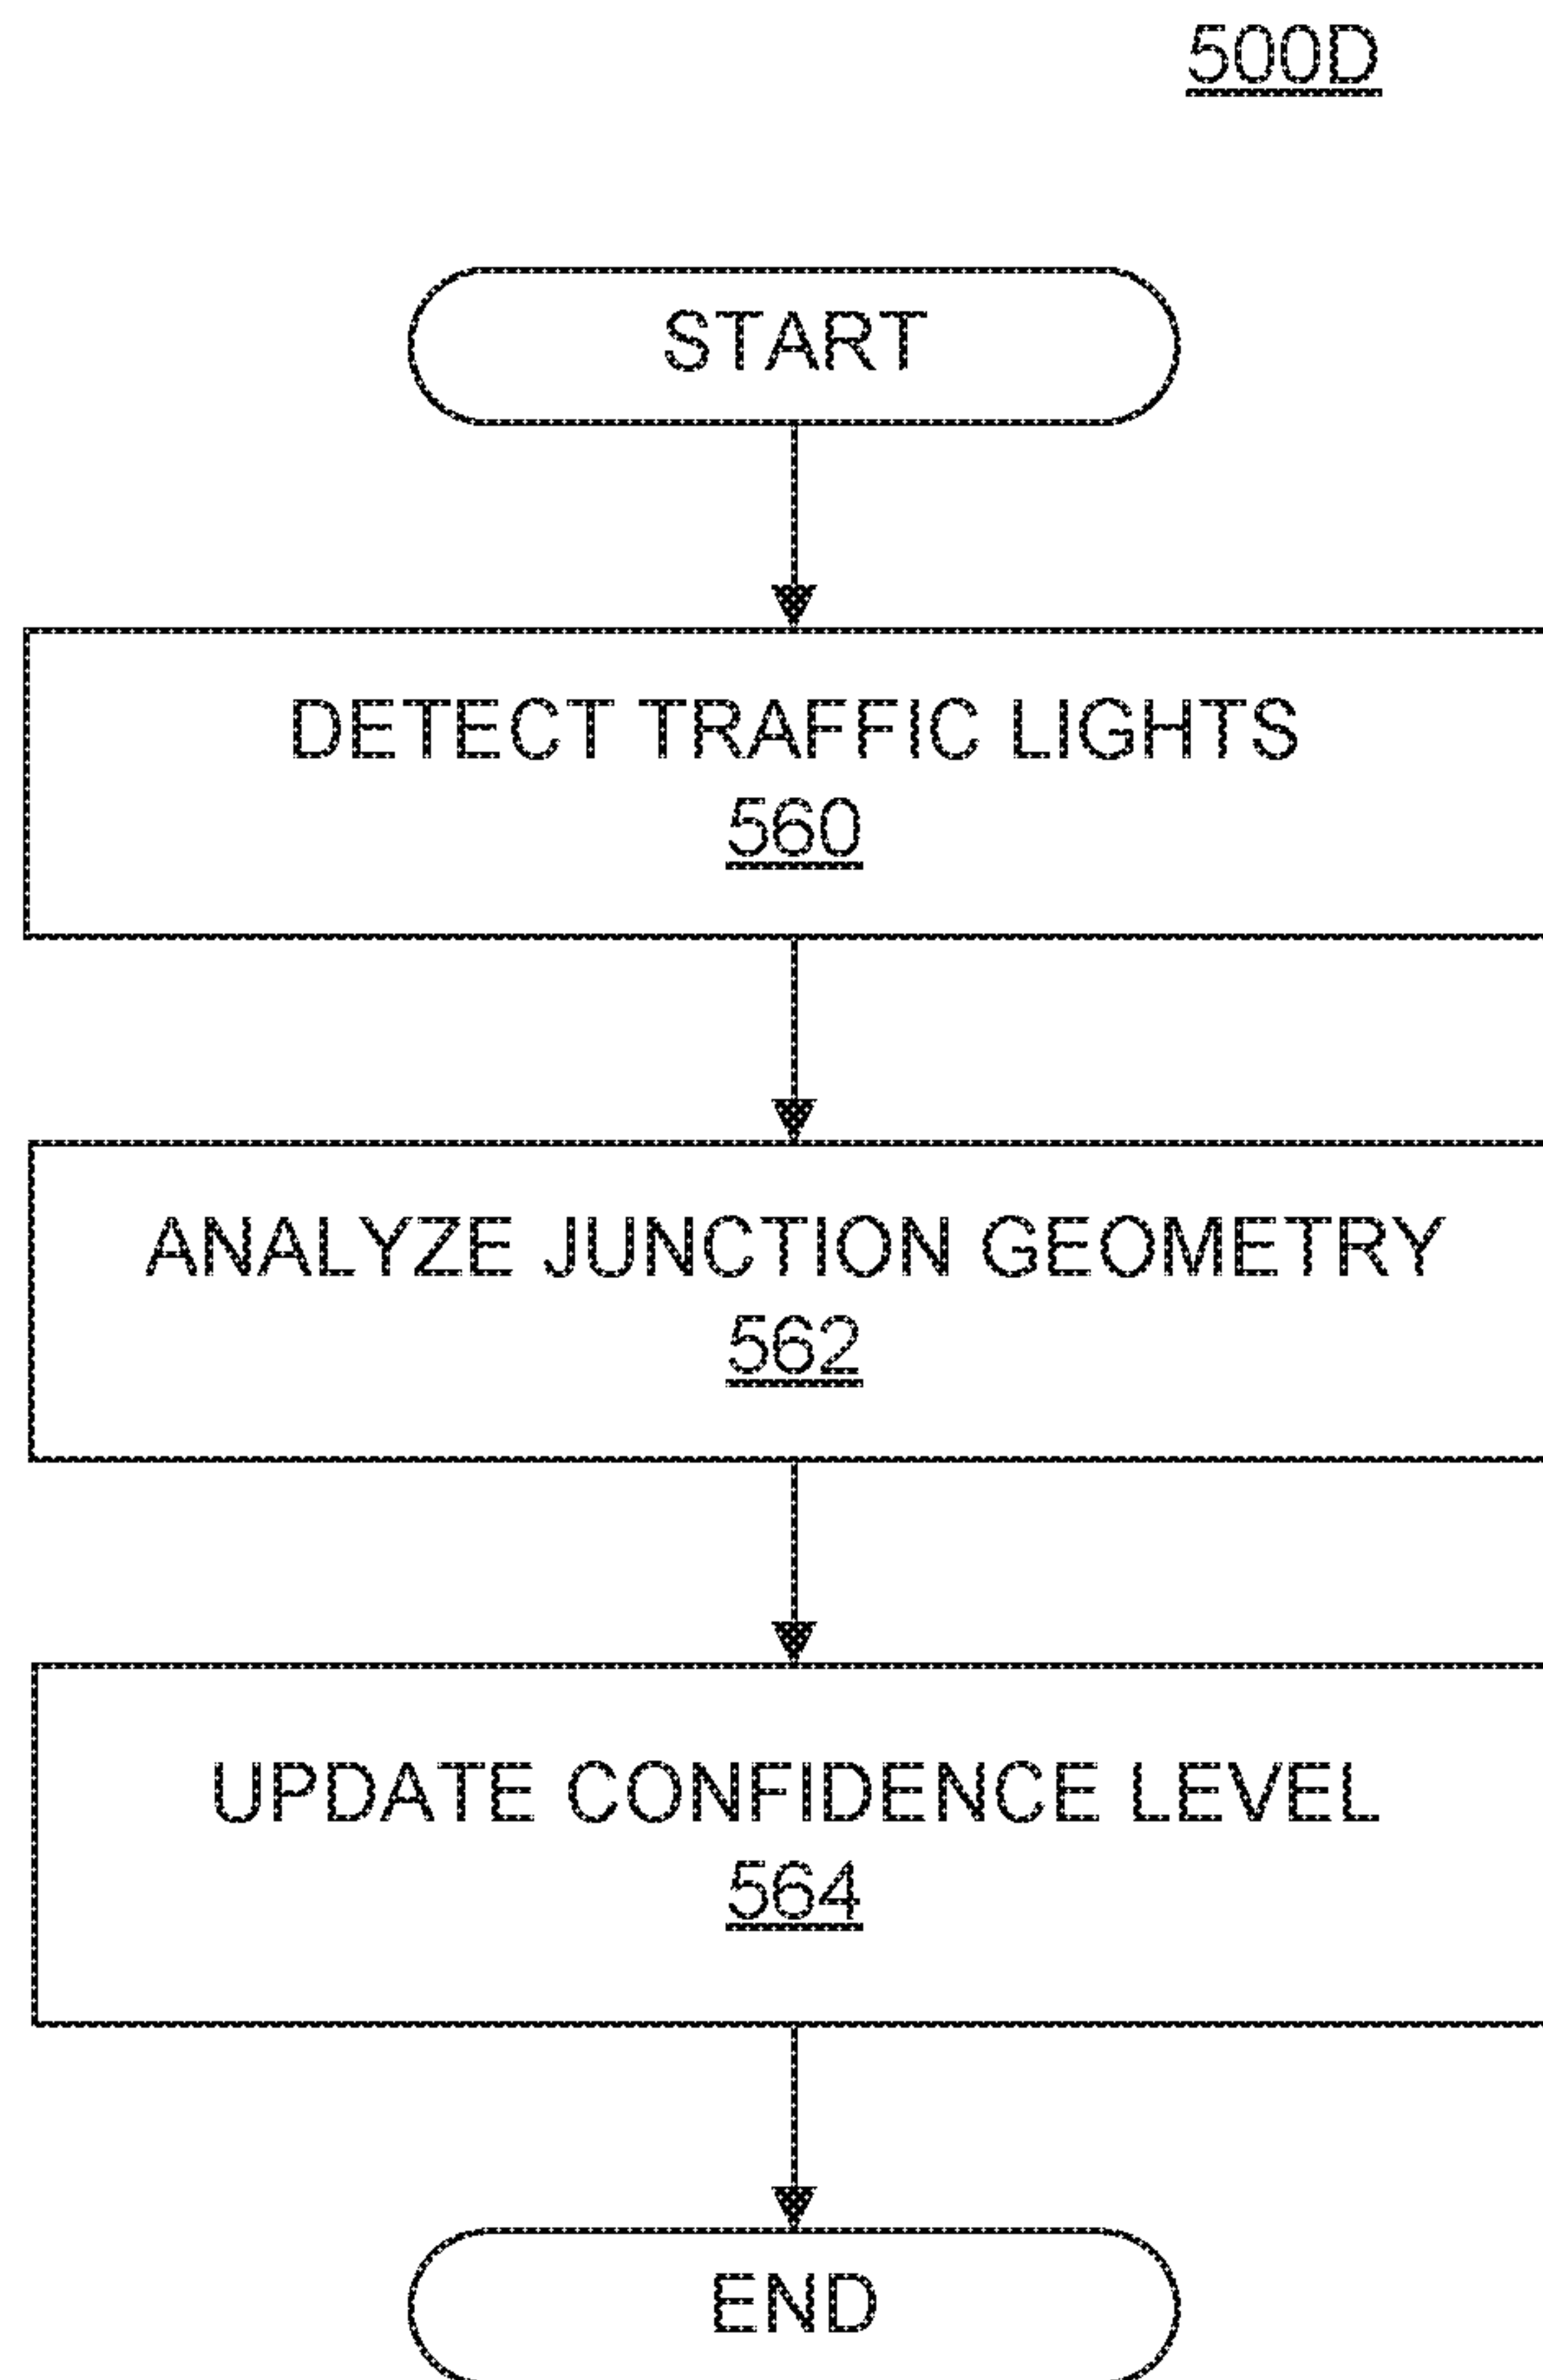 500D
START
DETECT TRAFFIC LIGHTS
560
ANALYZE JUNCTION GEOMETRY
562
UPDATE CONFIDENCE LEVEL
564
END